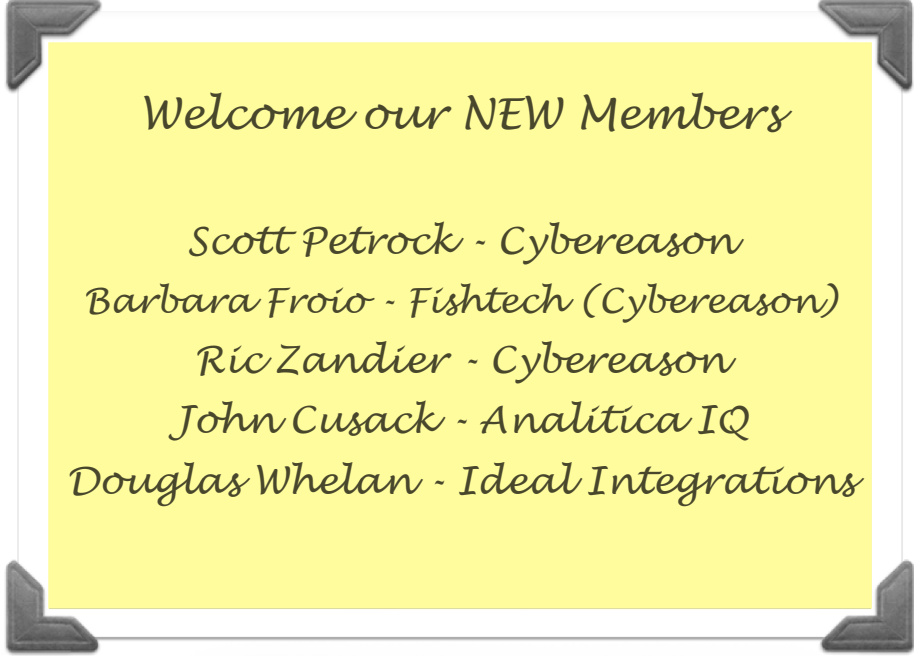 Welcome our NEW Members
Scott Petrock - Cybereason
Barbara Froio - Fishtech (Cybereason)
Ric Zandier - Cybereason
John Cusack - Analitica IQ
Douglas Whelan - Ideal Integrations